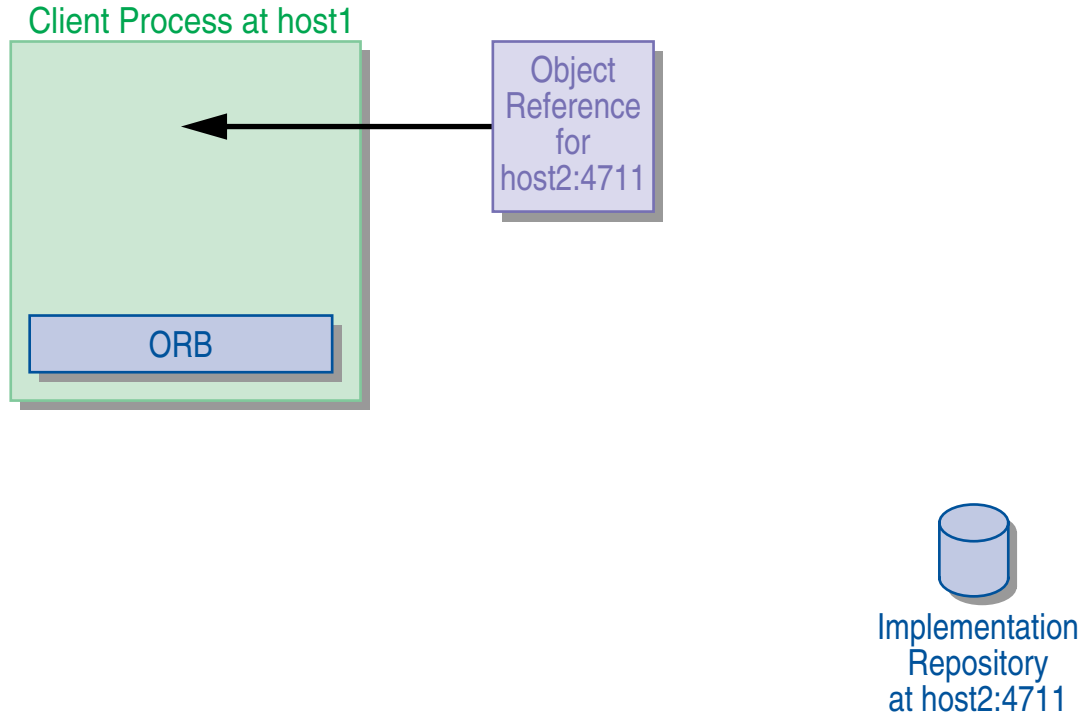 Client Process at host1
Object
Reference
for
host2:4711
ORB
Implementation
Repository
at host2:4711